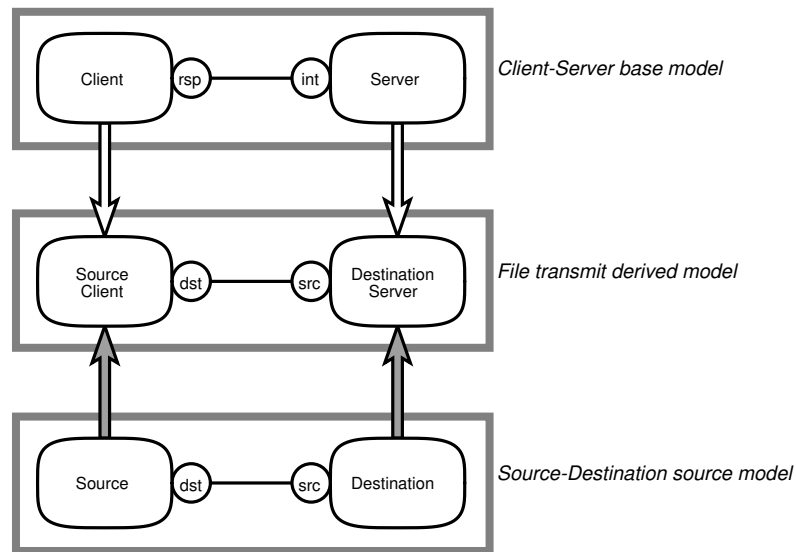 Client
rsp
int
Server
Client-Server base model
Source
Client
dst
src
Destination
Server
File transmit derived model
Source
dst
src
Destination
Source-Destination source model